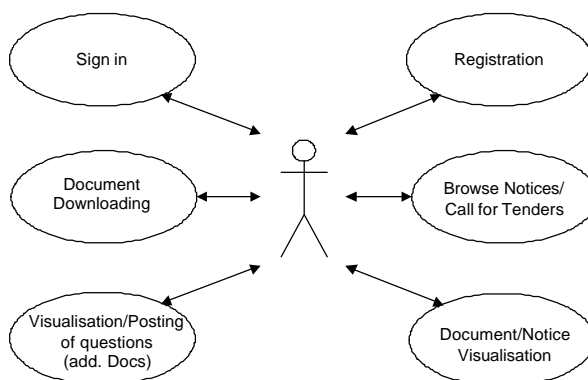 Sign in
Registration
Document
Downloading
Browse Notices/
Call for Tenders
Visualisation/Posting
of questions
(add. Docs)
Document/Notice
Visualisation